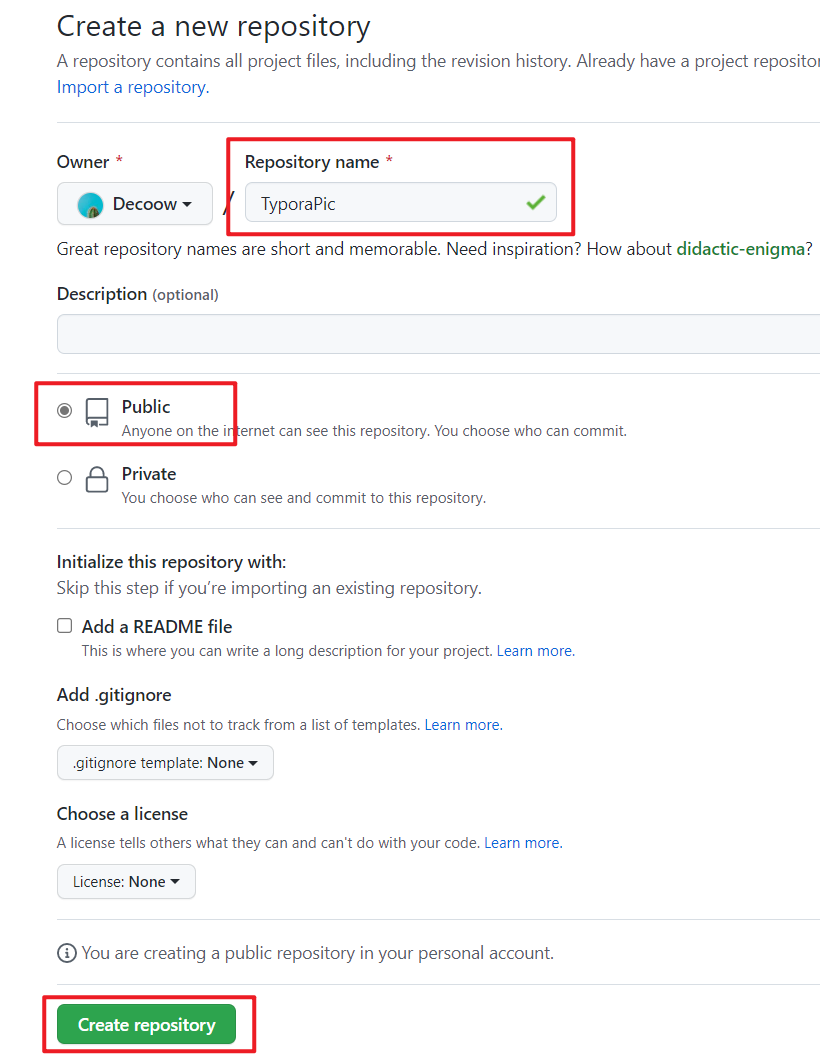 Create a new repository
A repository contains all project files, including the revision history. Already have a project
Import a repository.
Owner *
Repository name *
Decoow
/
TyporaPic
Great repository names are short and memorable. Need inspiration? How about didactic-enigma?
Description (optional)
Public
Anyone on the internet can see this repository. You choose who can commit.
Private
You choose who can see and commit to this repository.
Initialize this repository with:
Skip this step if you’re importing an existing repository.
Add a README file
This is where you can write a long description for your project. Learn more.
Add .gitignore
Choose which files not to track from a list of templates. Learn more.
.gitignore template: None
Choose a license
A license tells others what they can and can't do with your code. Learn more.
License: None
You are creating a public repository in your personal account.
Create repository